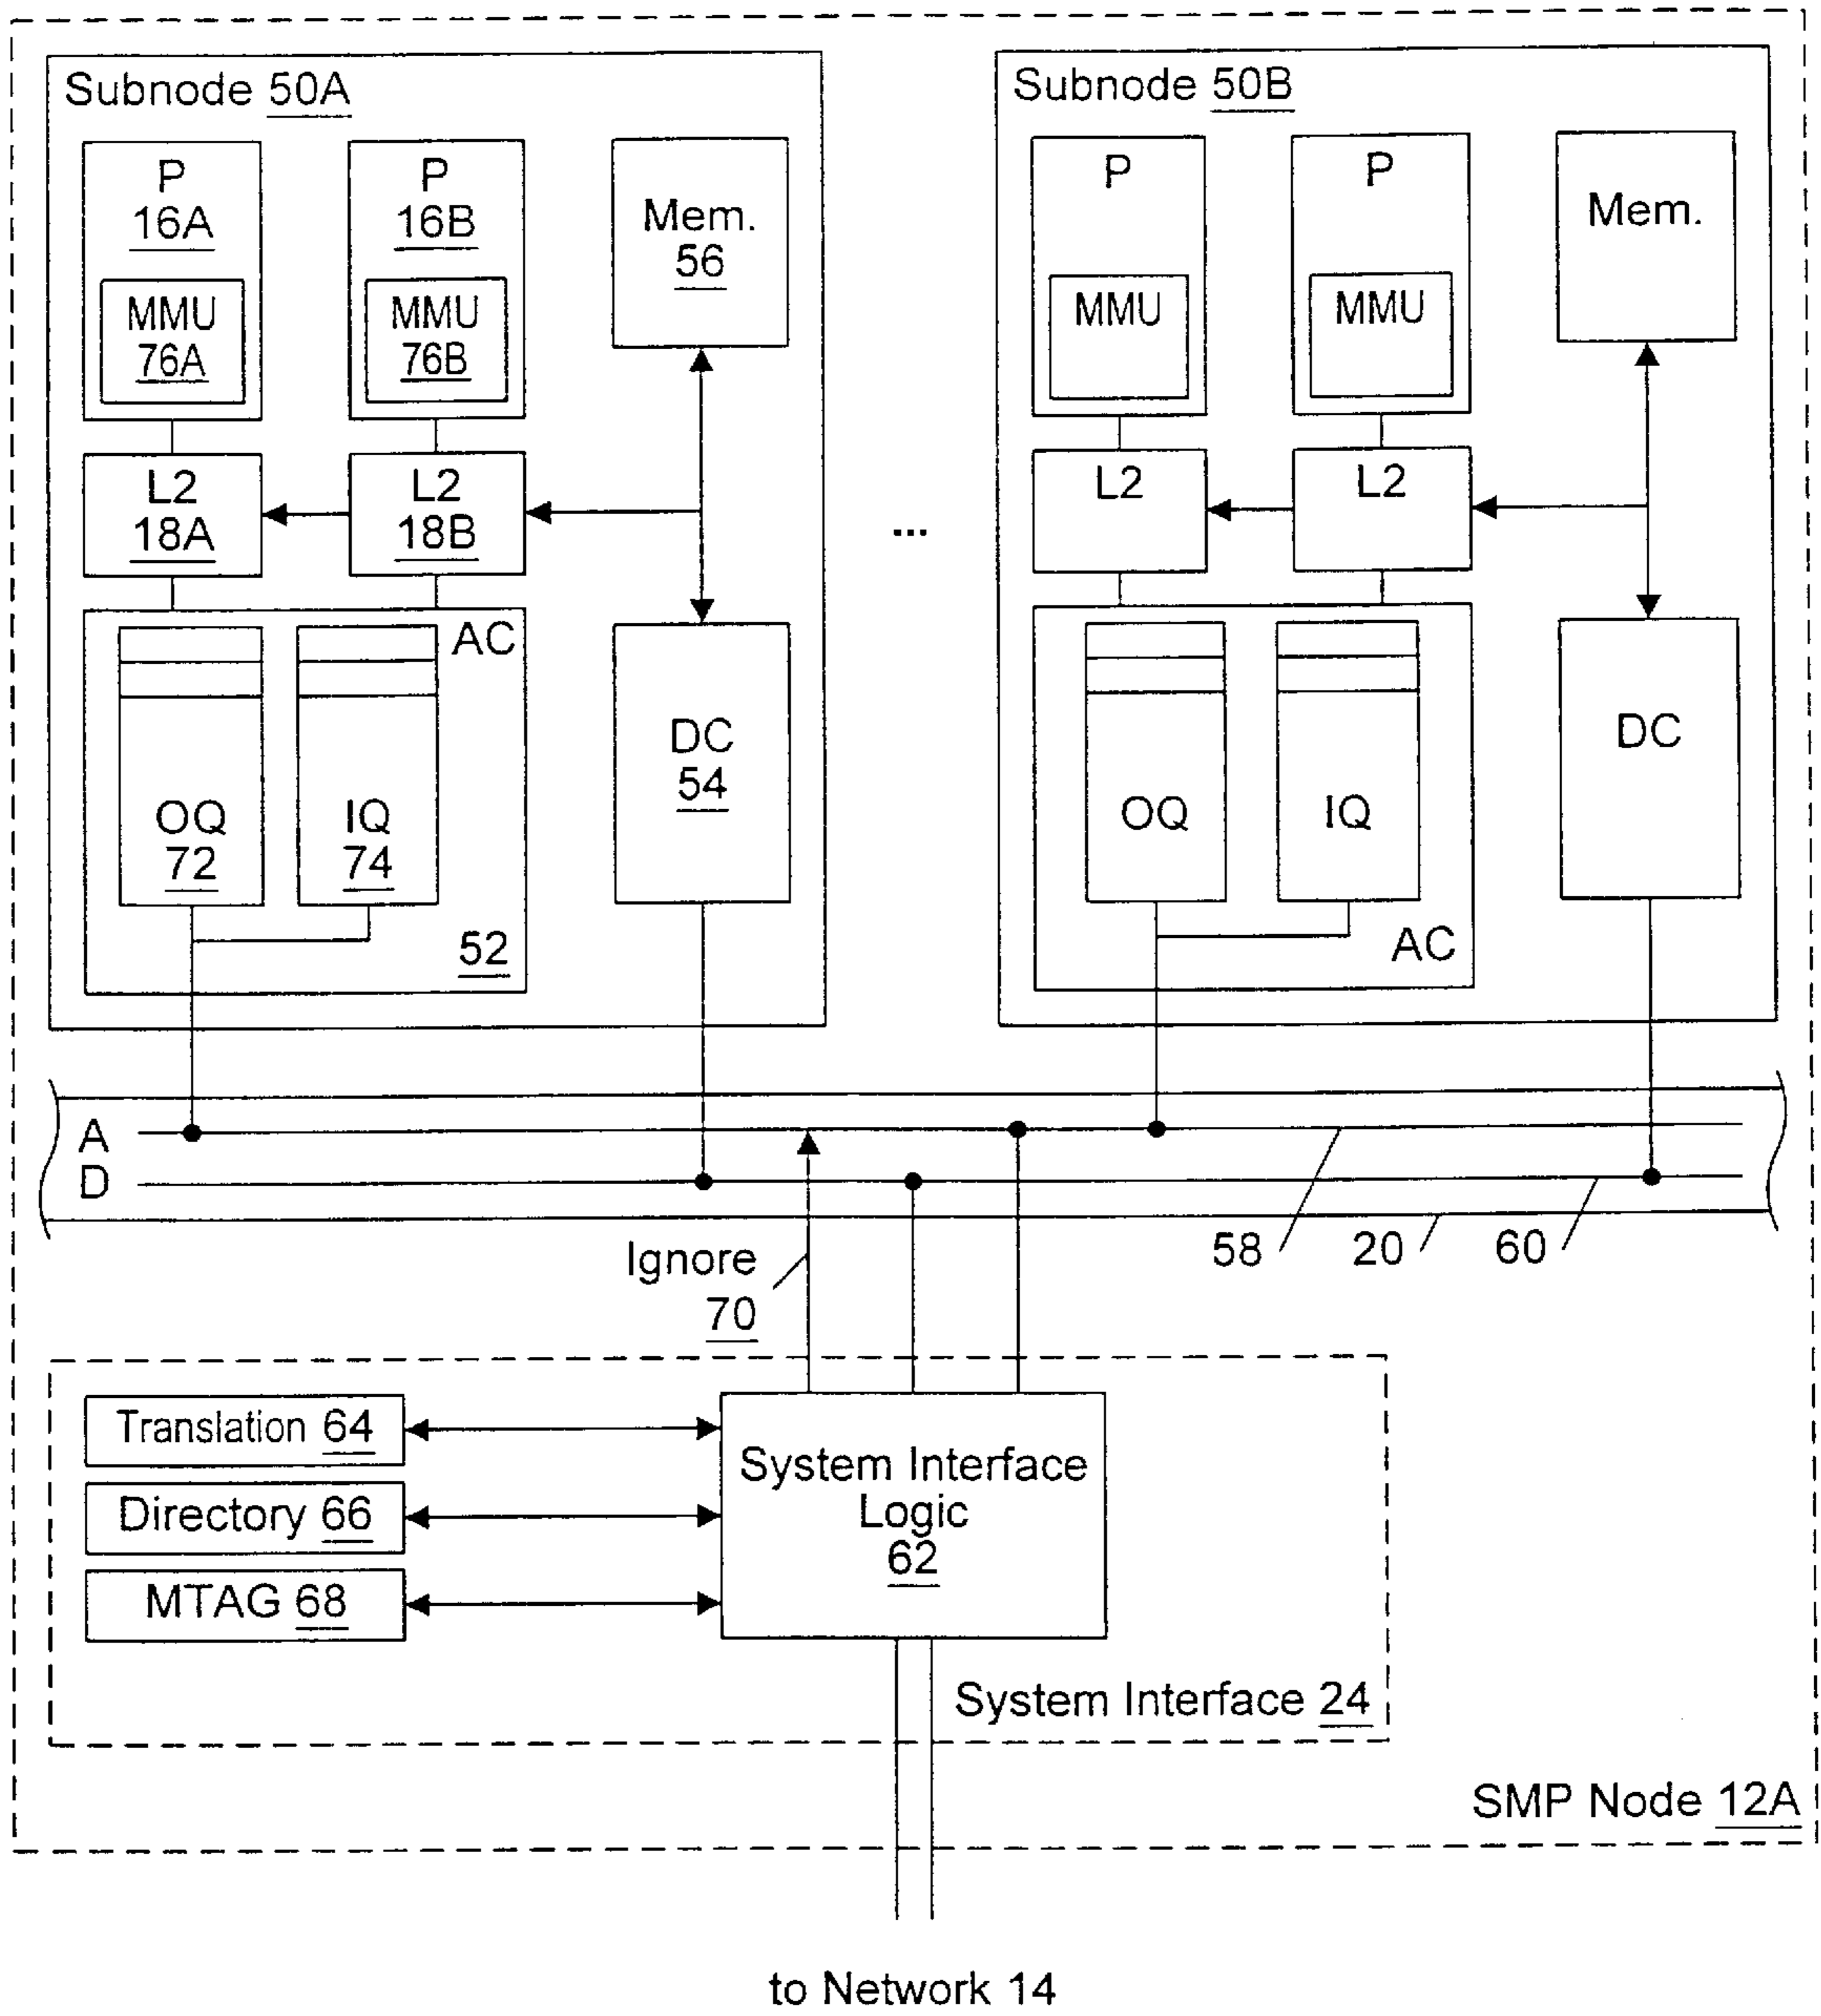 Subnode 50A
P
16A
MMU
76A
P
16B
MMU
76B
Mem.
56
L2
18A
L2
18B
AC
OQ
72
IQ
74
52
DC
54
...
Subnode 50B
P
MMU
P
MMU
Mem.
L2
L2
OQ
IQ
AC
DC
A
D
58
20
60
Ignore
70
Translation 64
Directory 66
MTAG 68
System Interface
Logic
62
System Interface 24
SMP Node 12A
to Network 14